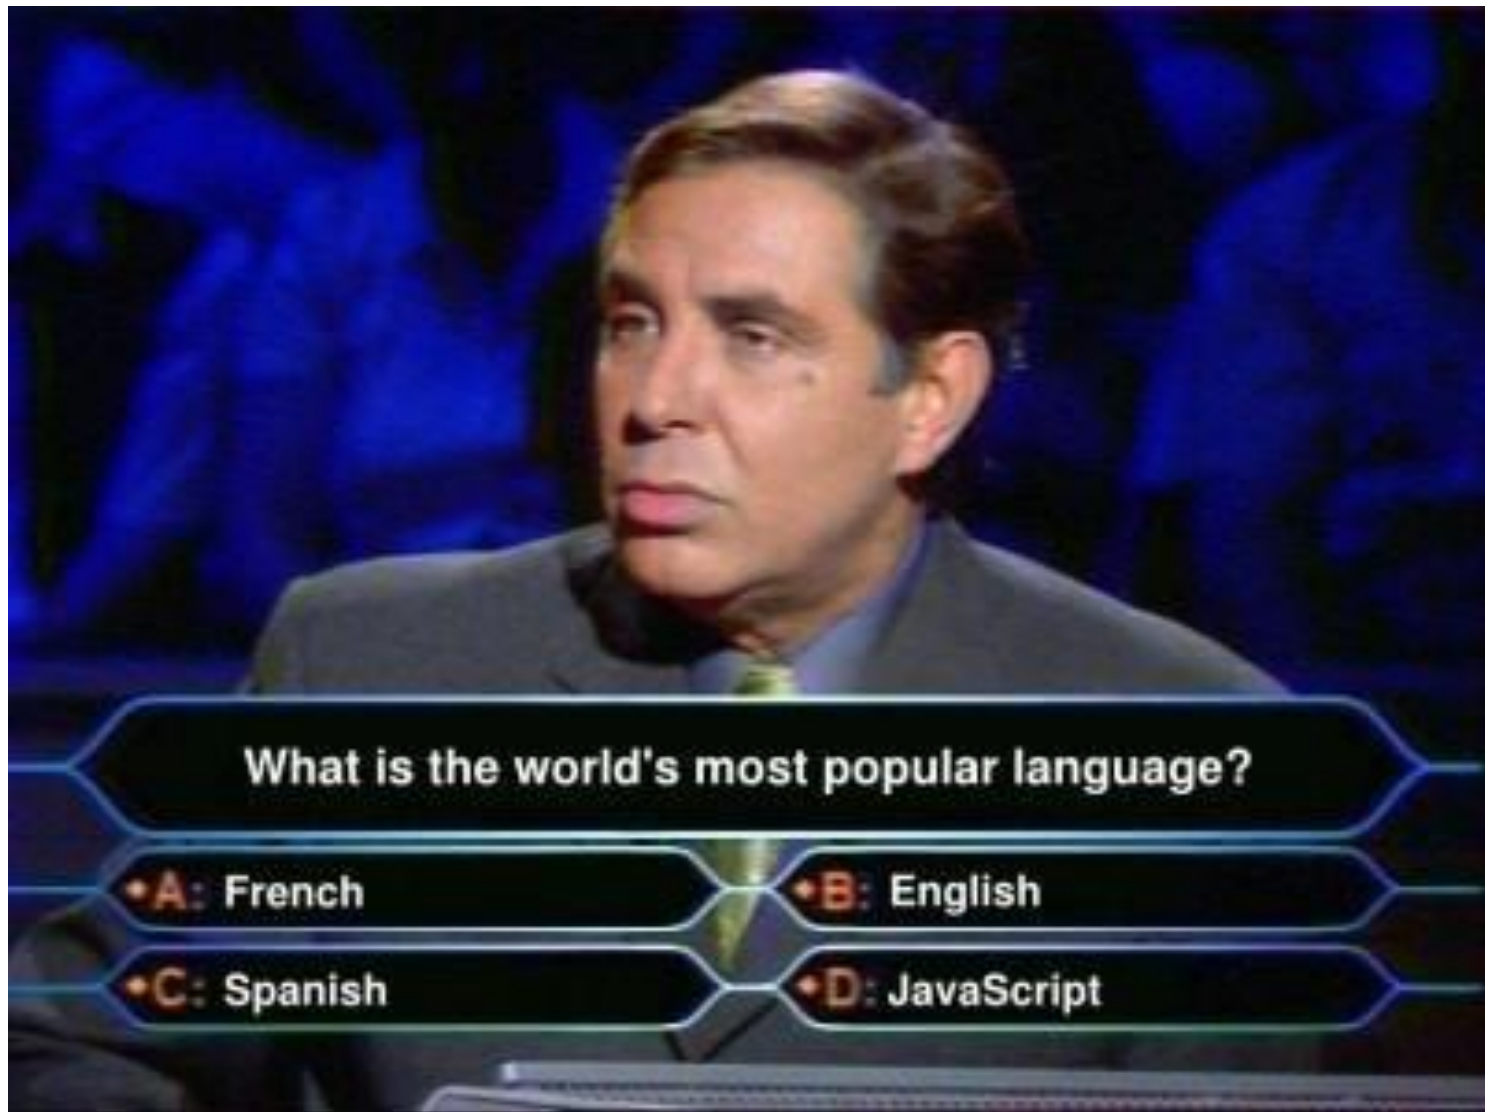 What is the world's most popular language?
A: French
B: English
C: Spanish
D: JavaScript